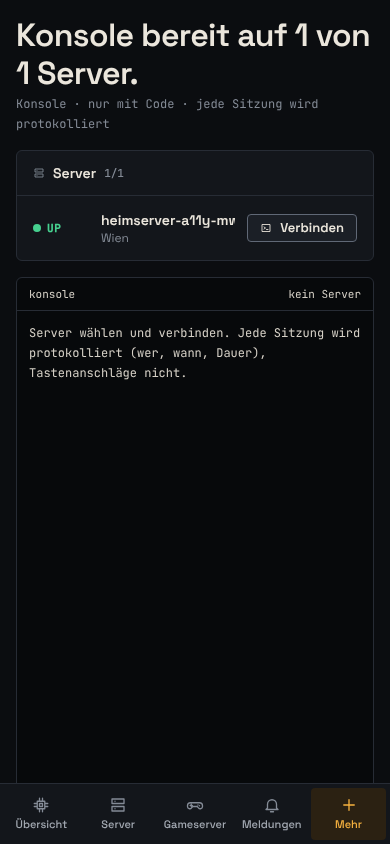 Konsole bereit auf 1 von
1 Server.
Konsole · nur mit Code · jede Sitzung wird
protokolliert
Server 1/1
UP heimserver-a11y-mw Verbinden
Wien
konsole kein Server
Server wählen und verbinden. Jede Sitzung wird
protokolliert (wer, wann, Dauer),
Tastenanschläge nicht.
Übersicht Server Gameserver Meldungen Mehr